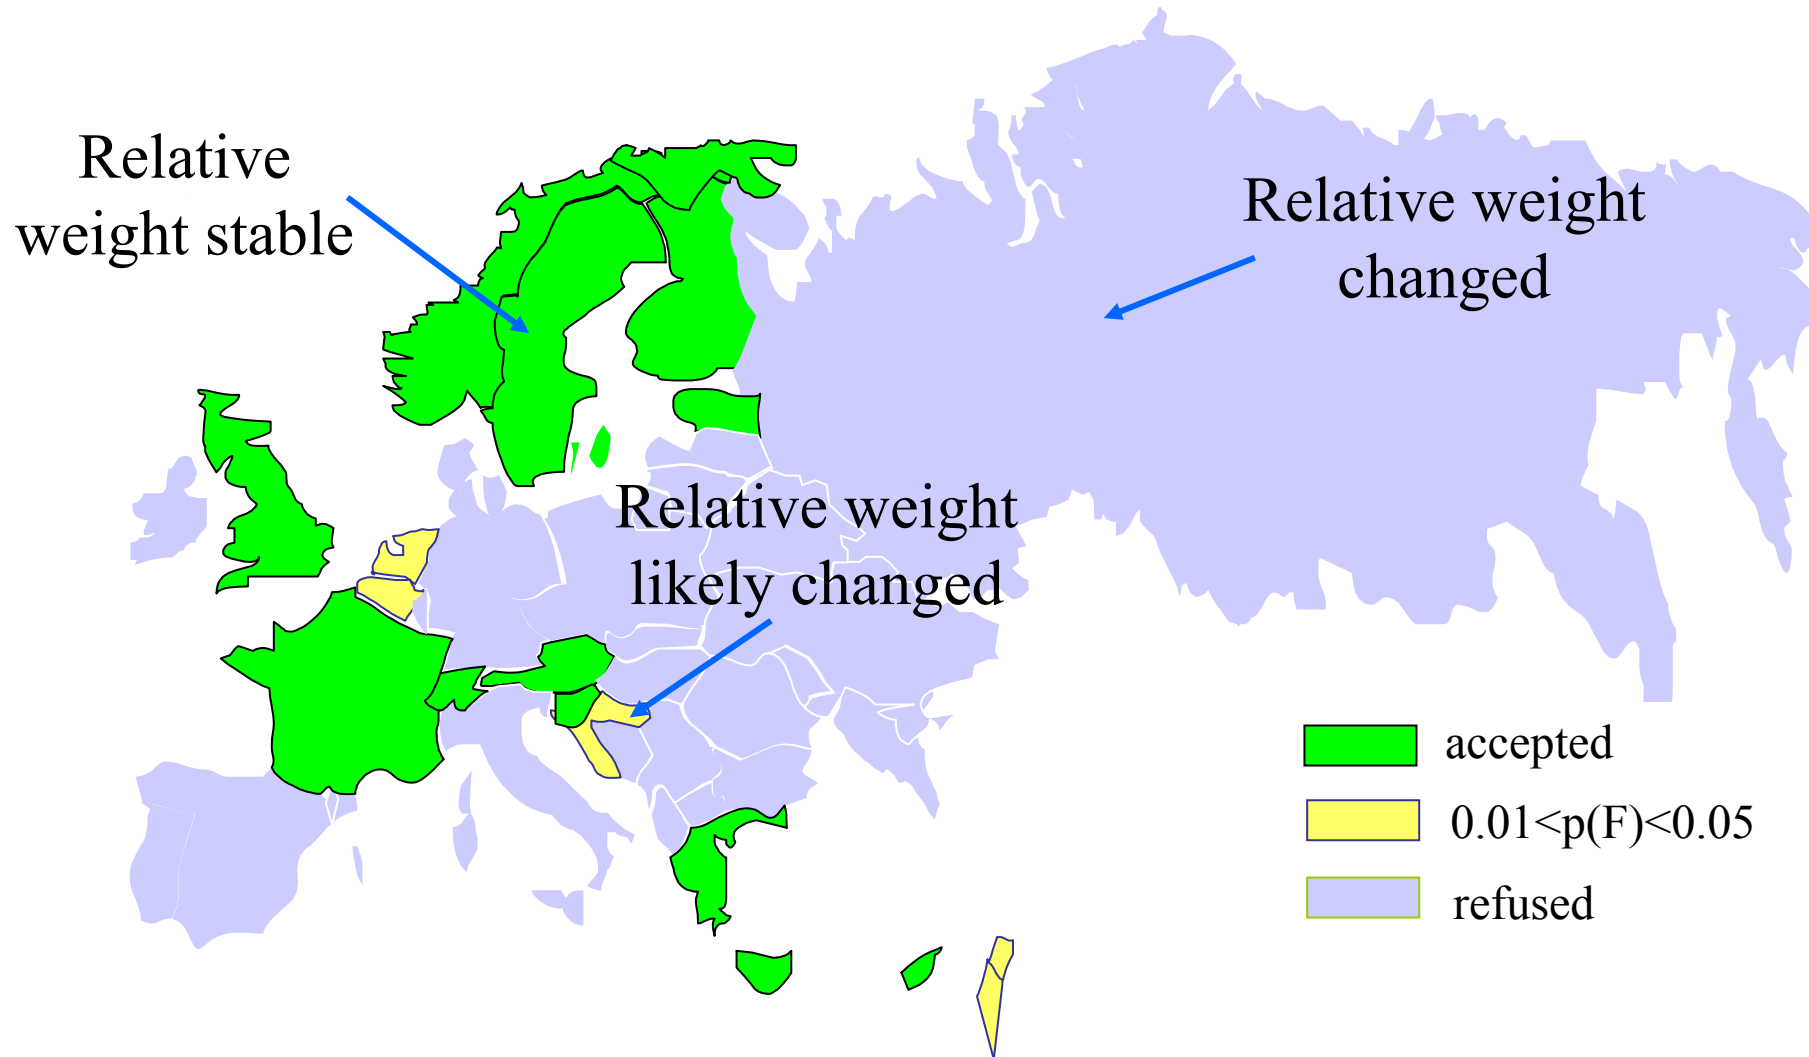 Relative
weight stable
Relative weight
changed
Relative weight
likely changed
accepted
0.01<p(F)<0.05
refused